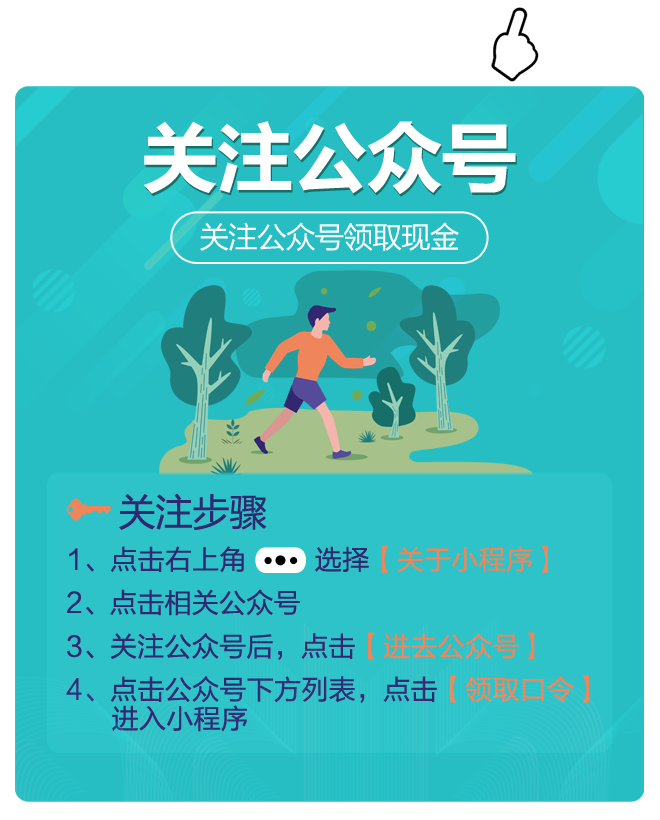 关注公众号
关注公众号领取现金
关注步骤
1、点击右上角 ••• 选择【关于小程序】
2、点击相关公众号
3、关注公众号后，点击【进去公众号】
4、点击公众号下方列表，点击【领取口令】
进入小程序